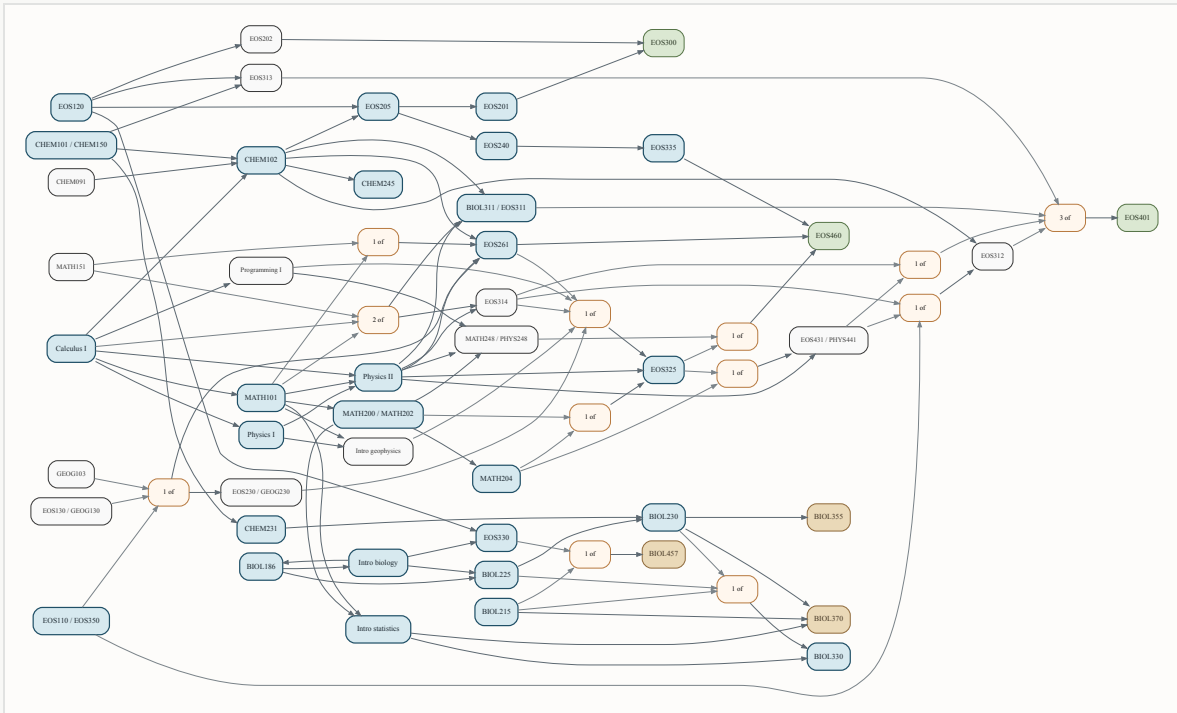 EOS202
EOS300
EOS313
EOS120
EOS205
EOS201
CHEM101 / CHEM150
EOS240
EOS335
CHEM102
CHEM091
CHEM245
BIOL311 / EOS311
3 of
EOS401
EOS460
1 of
EOS261
EOS312
MATH151
Programming I
1 of
EOS314
1 of
1 of
2 of
MATH248 / PHYS248
1 of
EOS431 / PHYS441
Calculus I
Physics II
EOS325
1 of
MATH101
MATH200 / MATH202
1 of
Physics I
Intro geophysics
GEOG103
MATH204
1 of
EOS230 / GEOG230
EOS130 / GEOG130
BIOL230
BIOL355
CHEM231
EOS330
1 of
BIOL457
BIOL186
Intro biology
BIOL225
1 of
BIOL215
EOS110 / EOS350
BIOL370
Intro statistics
BIOL330